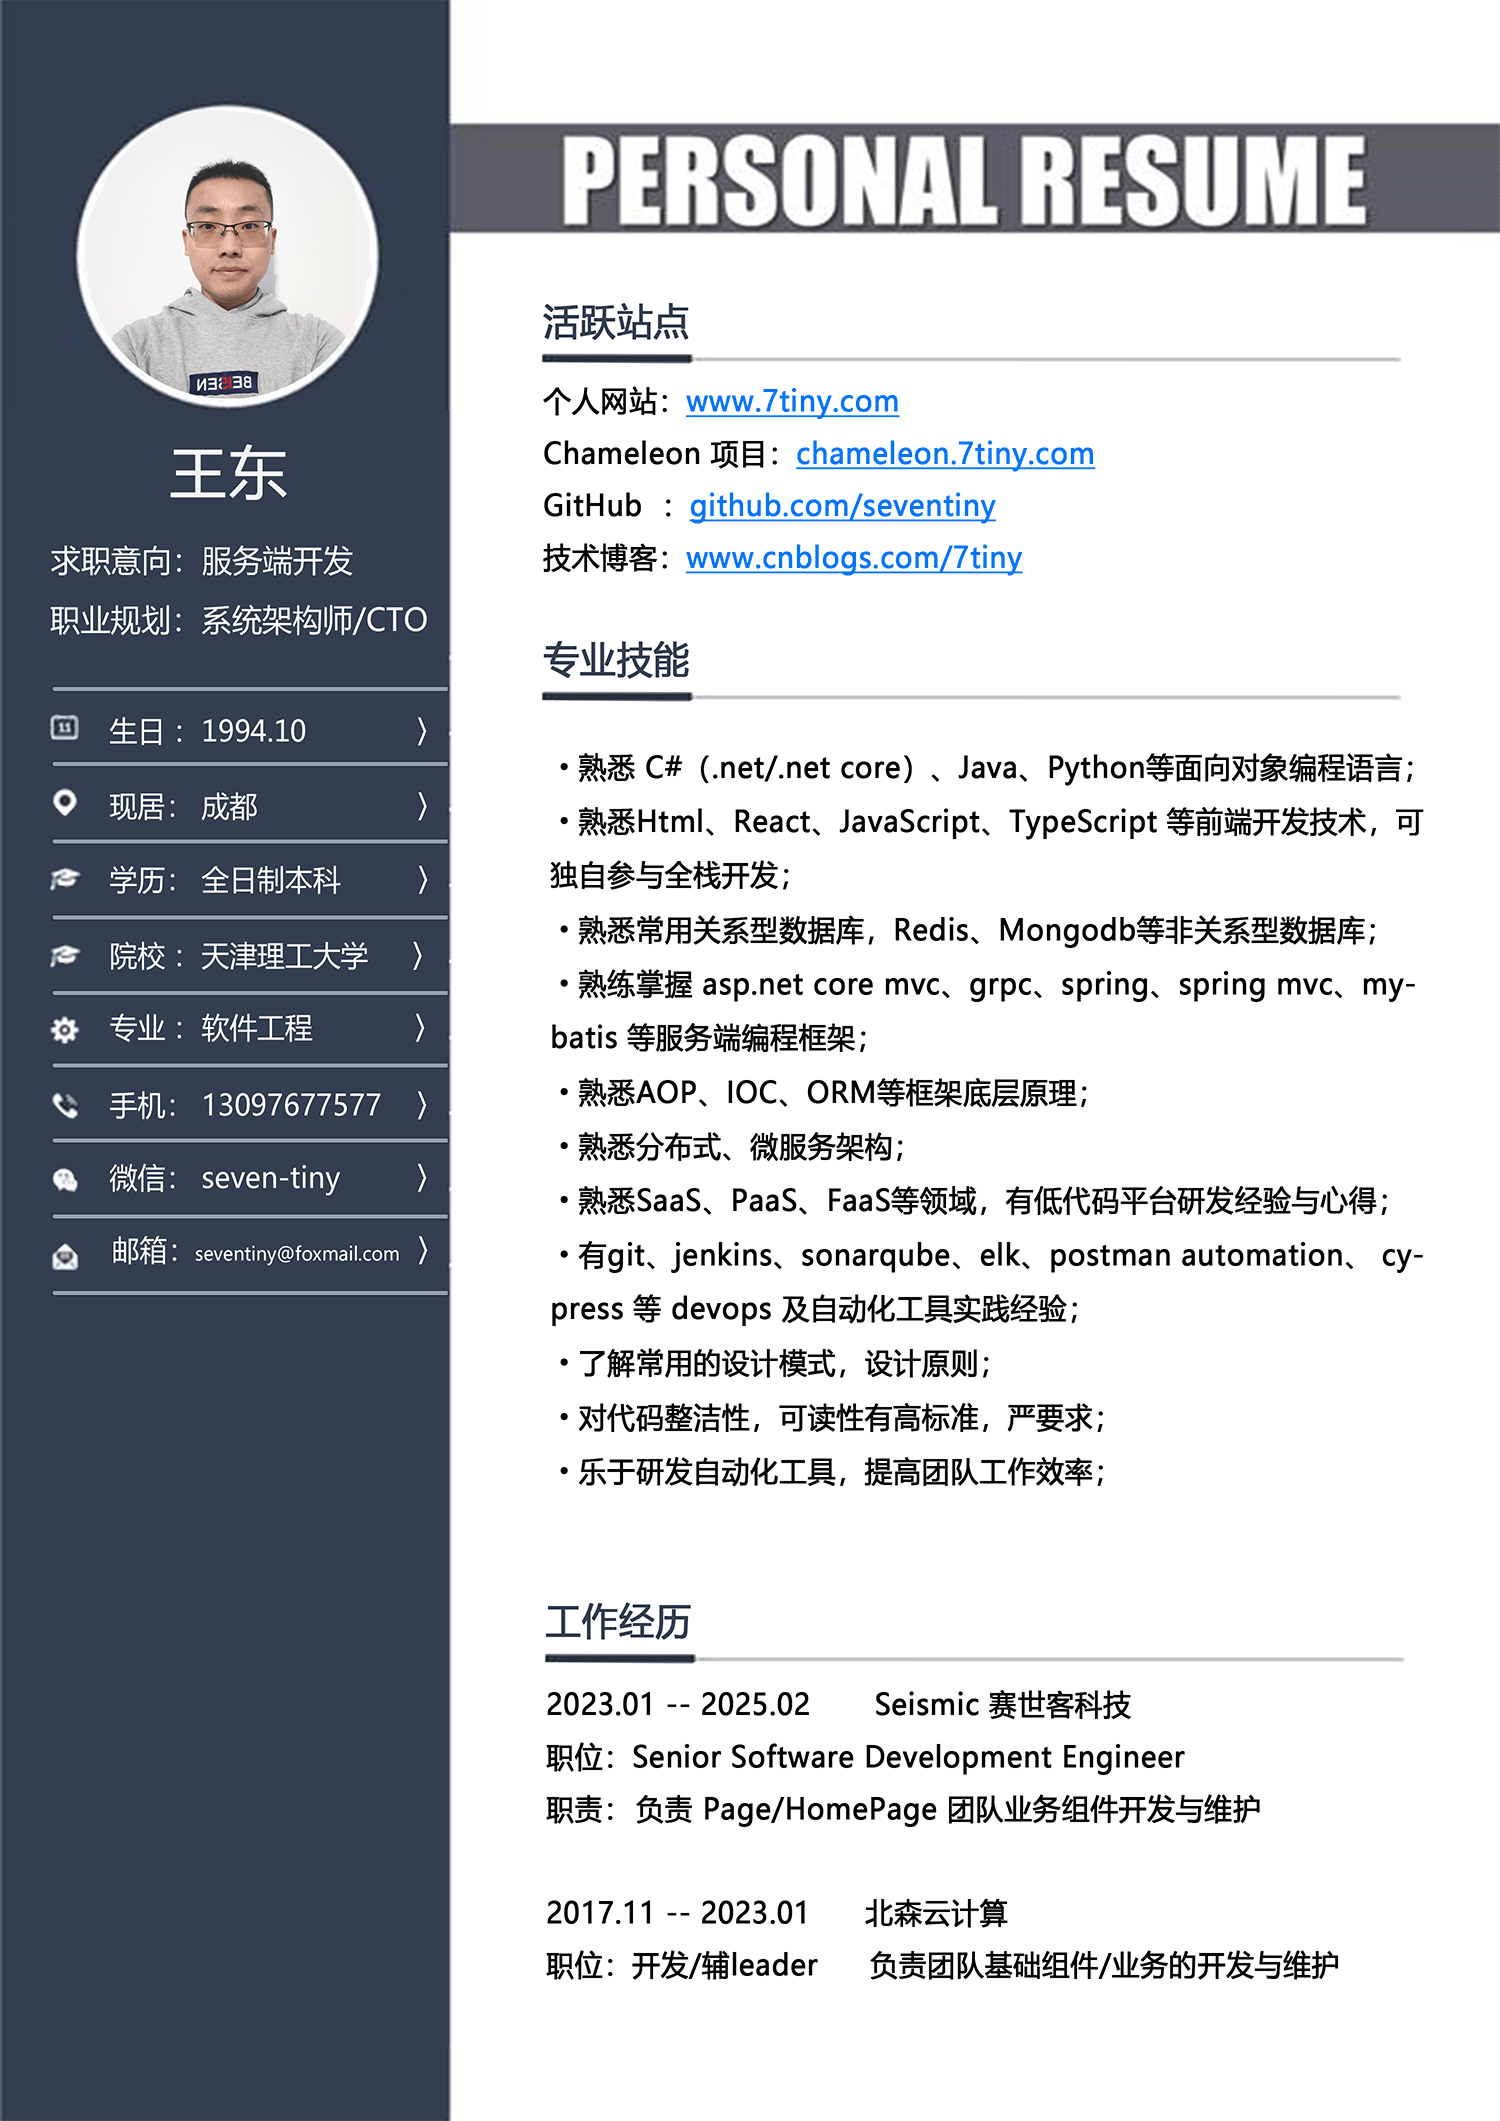 BEISEN
王东
求职意向：服务端开发
职业规划：系统架构师/CTO
11
生日：1994.10 〉
现居：成都 〉
学历：全日制本科 〉
院校：天津理工大学 〉
专业：软件工程 〉
手机：13097677577 〉
微信：seven-tiny 〉
邮箱：seventiny@foxmail.com 〉
PERSONAL RESUME
活跃站点
个人网站：www.7tiny.com
Chameleon 项目：chameleon.7tiny.com
GitHub ：github.com/seventiny
技术博客：www.cnblogs.com/7tiny
专业技能
·熟悉 C#（.net/.net core）、Java、Python等面向对象编程语言；
·熟悉Html、React、JavaScript、TypeScript 等前端开发技术，可
独自参与全栈开发；
·熟悉常用关系型数据库，Redis、Mongodb等非关系型数据库；
·熟练掌握 asp.net core mvc、grpc、spring、spring mvc、my-
batis 等服务端编程框架；
·熟悉AOP、IOC、ORM等框架底层原理；
·熟悉分布式、微服务架构；
·熟悉SaaS、PaaS、FaaS等领域，有低代码平台研发经验与心得；
·有git、jenkins、sonarqube、elk、postman automation、 cy-
press 等 devops 及自动化工具实践经验；
·了解常用的设计模式，设计原则；
·对代码整洁性，可读性有高标准，严要求；
·乐于研发自动化工具，提高团队工作效率；
工作经历
2023.01 -- 2025.02 Seismic 赛世客科技
职位：Senior Software Development Engineer
职责： 负责 Page/HomePage 团队业务组件开发与维护
2017.11 -- 2023.01 北森云计算
职位：开发/辅leader 负责团队基础组件/业务的开发与维护